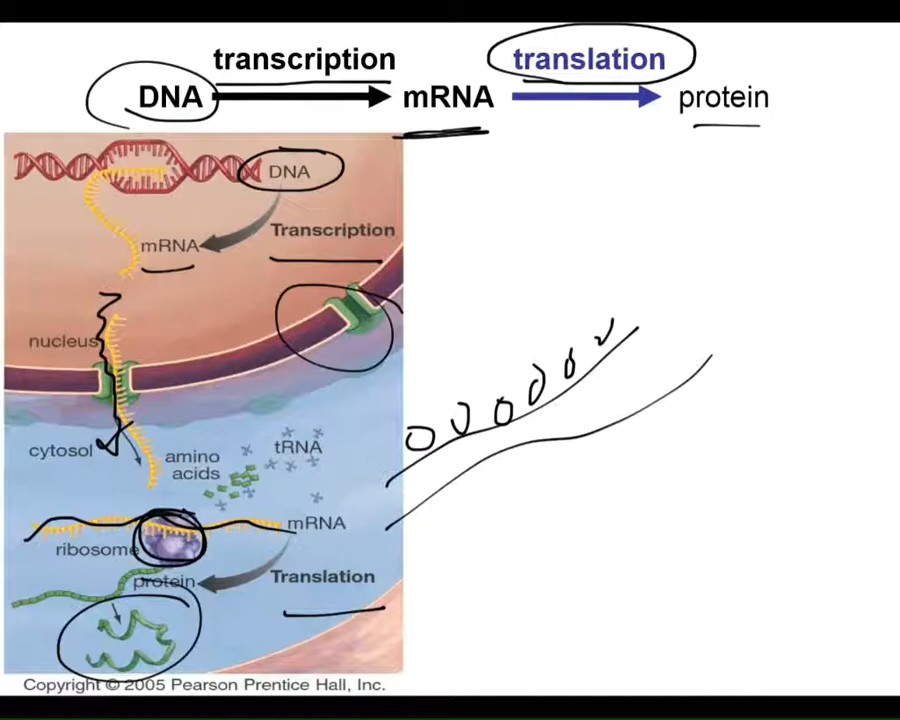 transcription translation
DNA mRNA protein
DNA
Transcription
mRNA
nucleus
cytosol
amino
acids
tRNA
mRNA
ribosome
protein
Translation
Copyright © 2005 Pearson Prentice Hall, Inc.